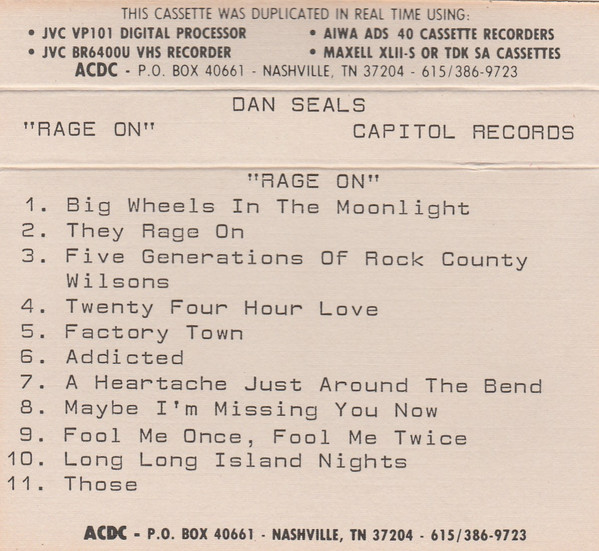 THIS CASSETTE WAS DUPLICATED IN REAL TIME USING:
• JVC VP101 DIGITAL PROCESSOR • AIWA ADS 40 CASSETTE RECORDERS
• JVC BR6400U VHS RECORDER • MAXELL XLII-S OR TDK SA CASSETTES
ACDC - P.O. BOX 40661 - NASHVILLE, TN 37204 - 615/386-9723
DAN SEALS
"RAGE ON" CAPITOL RECORDS
"RAGE ON"
1. Big Wheels In The Moonlight
2. They Rage On
3. Five Generations Of Rock County
Wilsons
4. Twenty Four Hour Love
5. Factory Town
6. Addicted
7. A Heartache Just Around The Bend
8. Maybe I'm Missing You Now
9. Fool Me Once, Fool Me Twice
10. Long Long Island Nights
11. Those
ACDC - P.O. BOX 40661 - NASHVILLE, TN 37204 - 615/386-9723